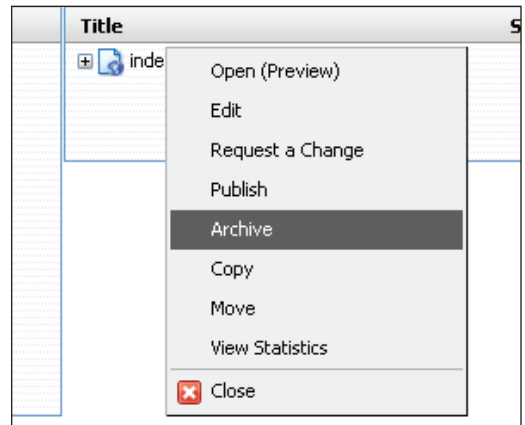 Title S
inde
Open (Preview)
Edit
Request a Change
Publish
Archive
Copy
Move
View Statistics
Close